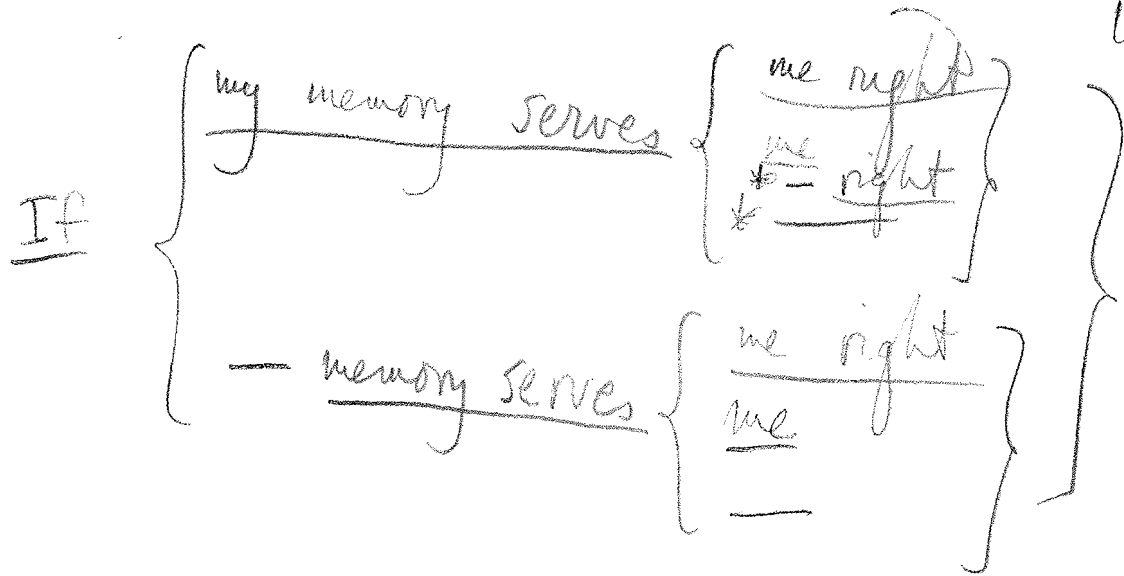 me right
my memory serves
me
* — right
* —
If
me right
— memory serves
me
—